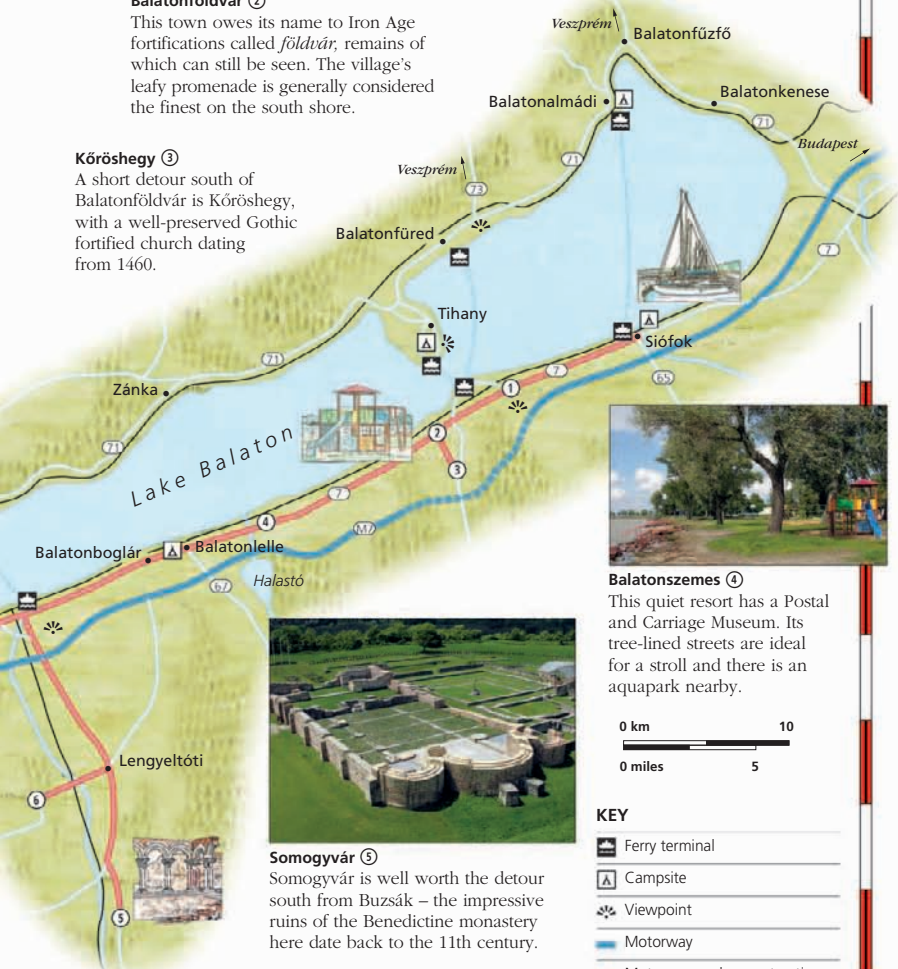 Balatonföldvár ②
This town owes its name to Iron Age
fortifications called földvár, remains of
which can still be seen. The village's
leafy promenade is generally considered
the finest on the south shore.
Kőröshegy ③
A short detour south of
Balatonföldvár is Kőröshegy,
with a well-preserved Gothic
fortified church dating
from 1460.
Veszprém
Balatonfűzfő
Balatonalmádi
Balatonkenese
71
Budapest
71
Veszprém
73
Balatonfüred
7
Tihany
Siófok
71
7
65
1
Zánka
2
71
3
Lake Balaton
7
4
M7
Balatonboglár
Balatonlelle
67
Halastó
Lengyeltóti
6
5
Balatonszemes ④
This quiet resort has a Postal
and Carriage Museum. Its
tree-lined streets are ideal
for a stroll and there is an
aquapark nearby.
0 km 10
0 miles 5
Somogyvár ⑤
Somogyvár is well worth the detour
south from Buzsák – the impressive
ruins of the Benedictine monastery
here date back to the 11th century.
KEY
Ferry terminal
Campsite
Viewpoint
Motorway